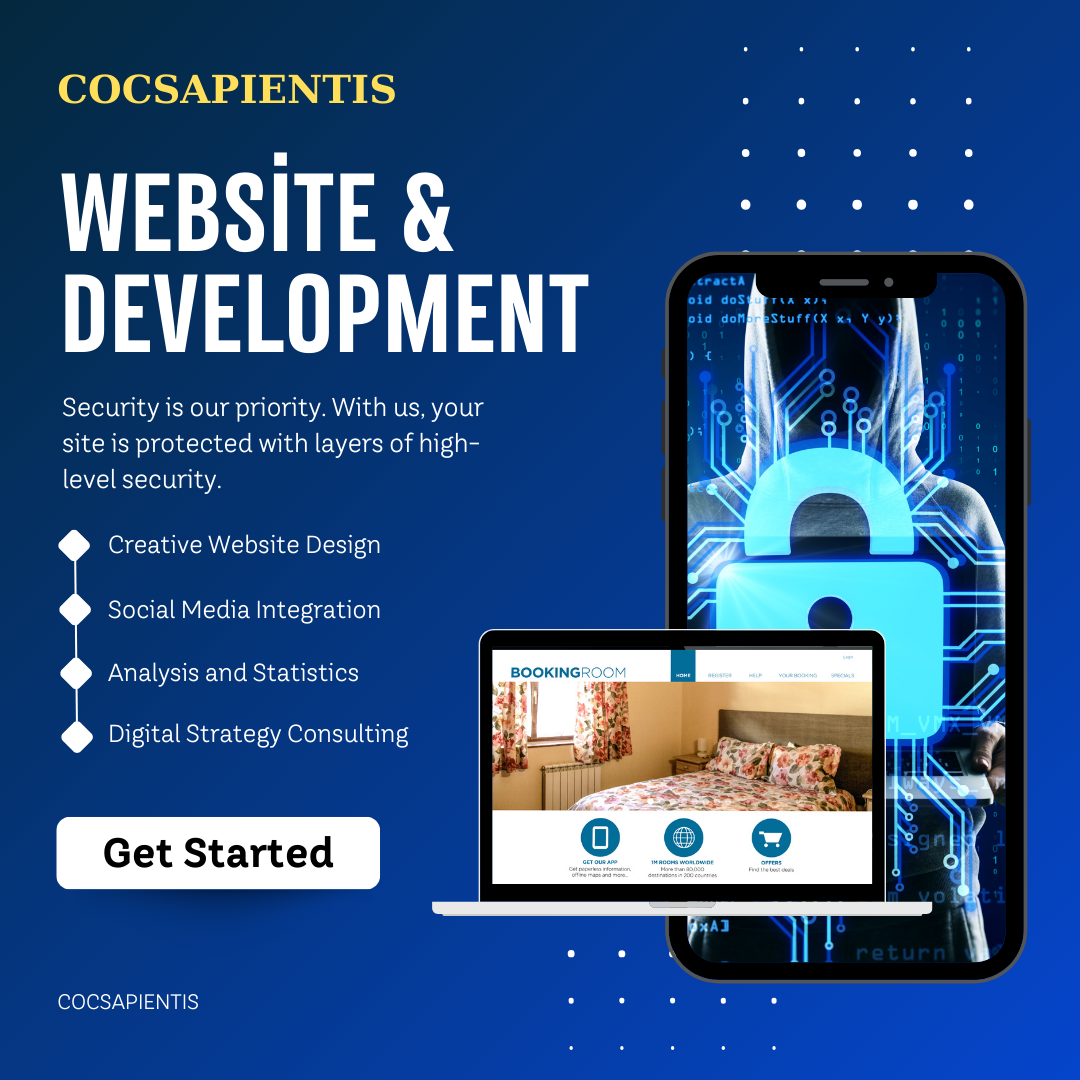 COCSAPIENTIS
WEBSİTE &
DEVELOPMENT
Security is our priority. With us, your
site is protected with layers of high-
level security.
Creative Website Design
Social Media Integration
Analysis and Statistics
Digital Strategy Consulting
Get Started
COCSAPIENTIS
tractA
oid doStuff(X x);
oid doMoreStuff(X x, Y y);
BOOKINGROOM
HOME REGISTER HELP YOUR BOOKING SPECIALS
GET OUR APP
Get paperless information,
offline maps and more...
1M ROOMS WORLDWIDE
More than 80,000
destinations in 200 countries
OFFERS
Find the best deals
return